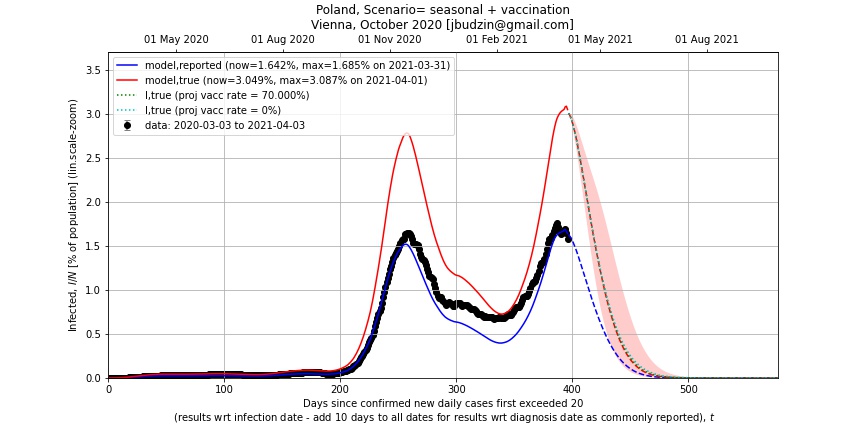 Poland, Scenario= seasonal + vaccination
Vienna, October 2020 [jbudzin@gmail.com]
01 May 2020 01 Aug 2020 01 Nov 2020 01 Feb 2021 01 May 2021 01 Aug 2021
model,reported (now=1.642%, max=1.685% on 2021-03-31)
model,true (now=3.049%, max=3.087% on 2021-04-01)
I,true (proj vacc rate = 70.000%)
I,true (proj vacc rate = 0%)
data: 2020-03-03 to 2021-04-03
3.5
3.0
2.5
2.0
1.5
1.0
0.5
0.0
Infected, I/N [% of population] (lin.scale-zoom)
0 100 200 300 400 500
Days since confirmed new daily cases first exceeded 20
(results wrt infection date - add 10 days to all dates for results wrt diagnosis date as commonly reported), t